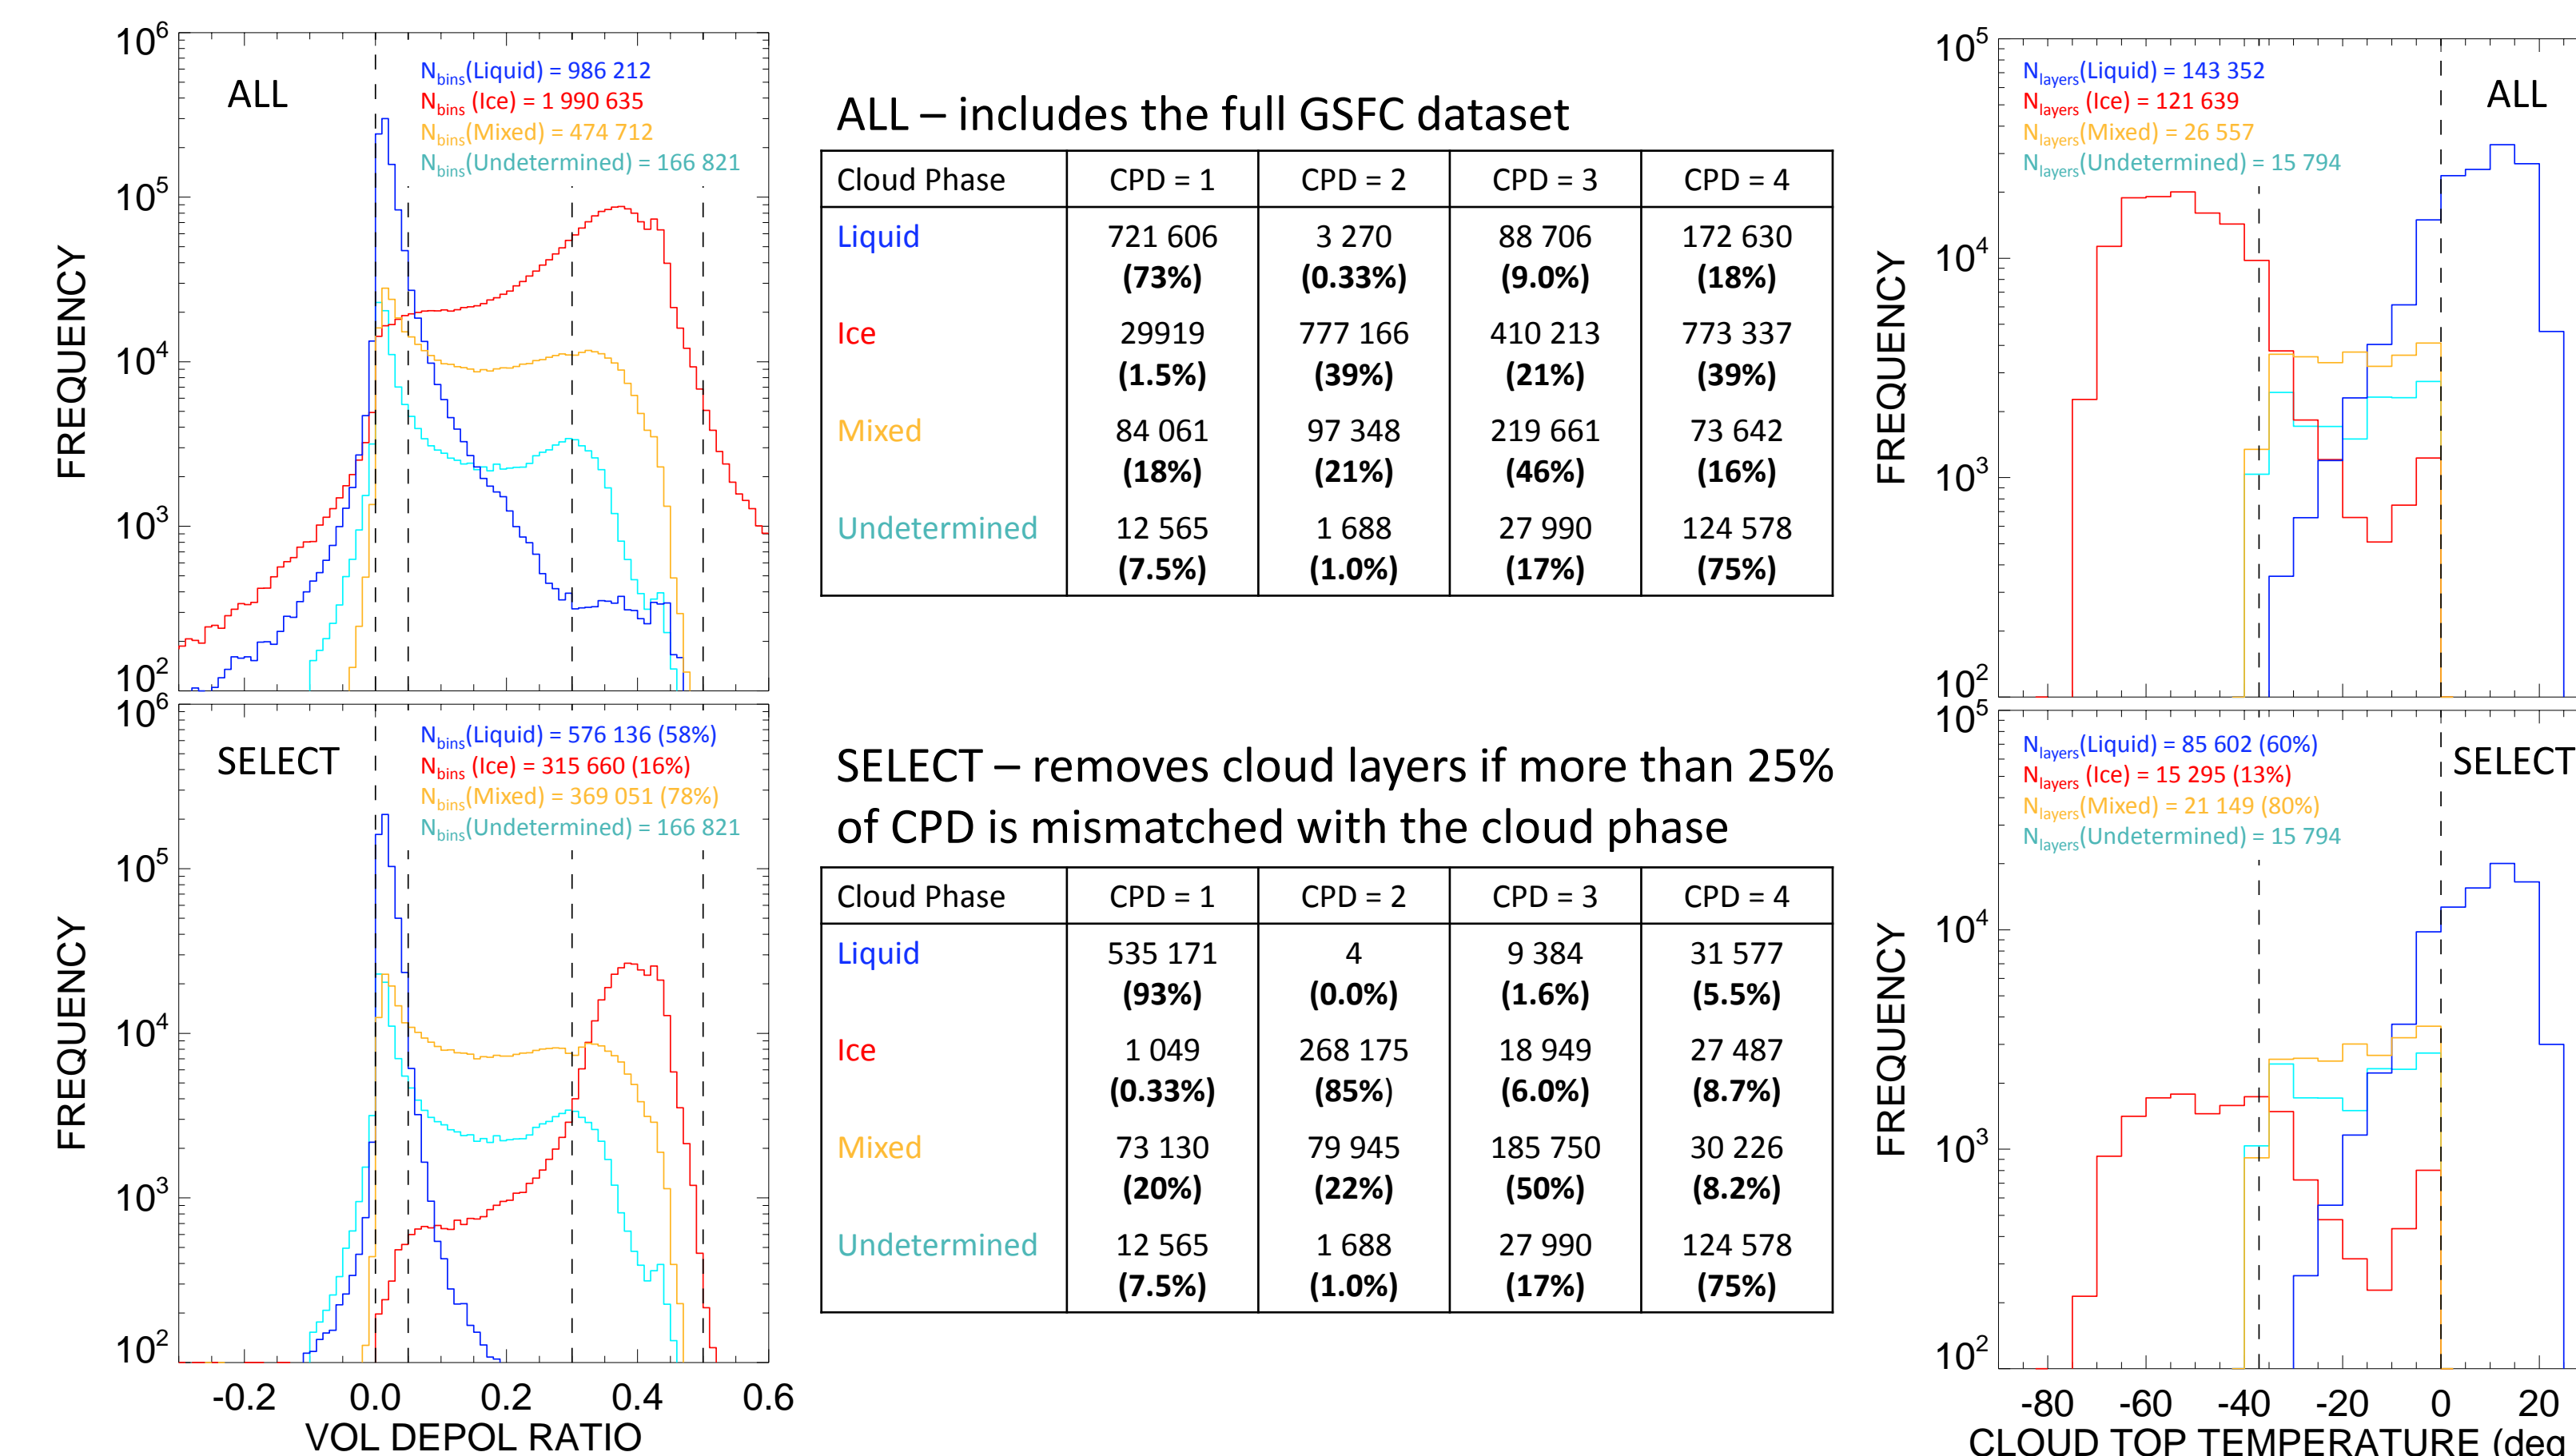 10^6
ALL
N_bins(Liquid) = 986 212
N_bins (Ice) = 1 990 635
N_bins(Mixed) = 474 712
N_bins(Undetermined) = 166 821
10^5
10^4
10^3
10^2
FREQUENCY
10^6
SELECT
N_bins(Liquid) = 576 136 (58%)
N_bins (Ice) = 315 660 (16%)
N_bins(Mixed) = 369 051 (78%)
N_bins(Undetermined) = 166 821
10^5
10^4
10^3
10^2
FREQUENCY
-0.2 0.0 0.2 0.4 0.6
VOL DEPOL RATIO
ALL – includes the full GSFC dataset
Cloud Phase CPD = 1 CPD = 2 CPD = 3 CPD = 4
Liquid 721 606 3 270 88 706 172 630
(73%) (0.33%) (9.0%) (18%)
Ice 29919 777 166 410 213 773 337
(1.5%) (39%) (21%) (39%)
Mixed 84 061 97 348 219 661 73 642
(18%) (21%) (46%) (16%)
Undetermined 12 565 1 688 27 990 124 578
(7.5%) (1.0%) (17%) (75%)
SELECT – removes cloud layers if more than 25%
of CPD is mismatched with the cloud phase
Cloud Phase CPD = 1 CPD = 2 CPD = 3 CPD = 4
Liquid 535 171 4 9 384 31 577
(93%) (0.0%) (1.6%) (5.5%)
Ice 1 049 268 175 18 949 27 487
(0.33%) (85%) (6.0%) (8.7%)
Mixed 73 130 79 945 185 750 30 226
(20%) (22%) (50%) (8.2%)
Undetermined 12 565 1 688 27 990 124 578
(7.5%) (1.0%) (17%) (75%)
10^5
N_layers(Liquid) = 143 352
N_layers (Ice) = 121 639
N_layers(Mixed) = 26 557
N_layers(Undetermined) = 15 794
ALL
10^4
10^3
10^2
FREQUENCY
10^5
N_layers(Liquid) = 85 602 (60%)
N_layers (Ice) = 15 295 (13%)
N_layers(Mixed) = 21 149 (80%)
N_layers(Undetermined) = 15 794
SELECT
10^4
10^3
10^2
FREQUENCY
-80 -60 -40 -20 0 20
CLOUD TOP TEMPERATURE (deg